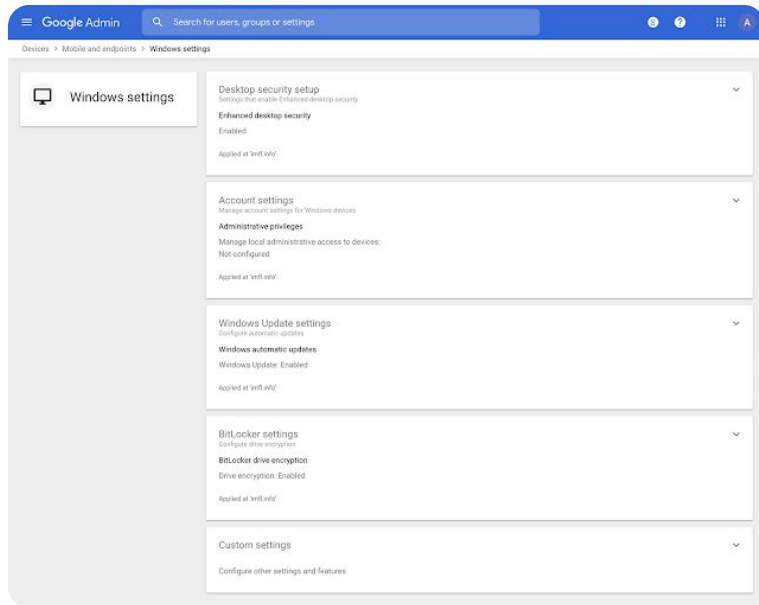 Google Admin
Search for users, groups or settings
S
?
A
Devices > Mobile and endpoints > Windows settings
Windows settings
Desktop security setup
Settings that enable Enhanced desktop security
Enhanced desktop security
Enabled
Applied at 'imfl.info'
Account settings
Manage account settings for Windows devices
Administrative privileges
Manage local administrative access to devices:
Not configured
Applied at 'imfl.info'
Windows Update settings
Configure automatic updates
Windows automatic updates
Windows Update: Enabled
Applied at 'imfl.info'
BitLocker settings
Configure drive encryption
BitLocker drive encryption
Drive encryption: Enabled
Applied at 'imfl.info'
Custom settings
Configure other settings and features